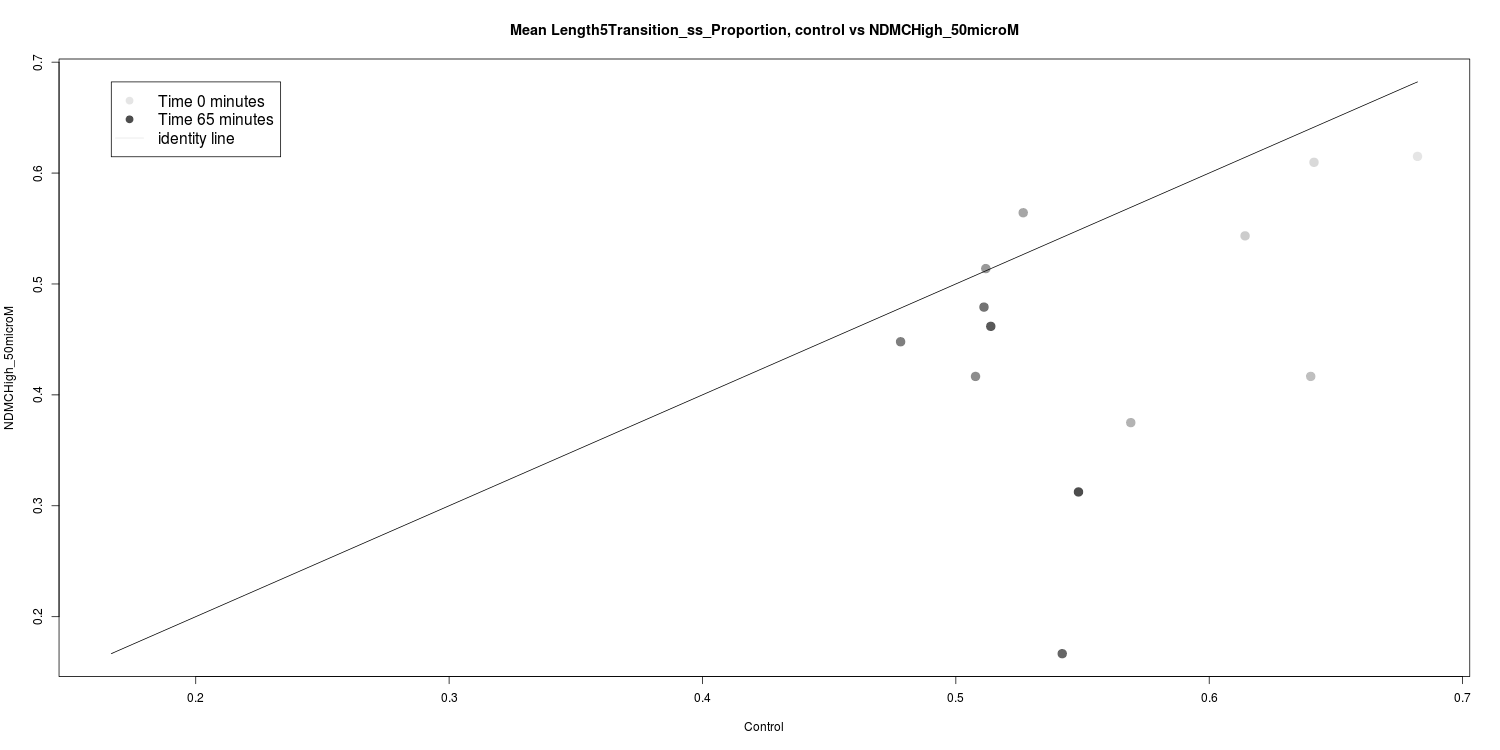 Mean Length5Transition_ss_Proportion, control vs NDMCHigh_50microM
Time 0 minutes
Time 65 minutes
identity line
NDMCHigh_50microM
0.7
0.6
0.5
0.4
0.3
0.2
0.2 0.3 0.4 0.5 0.6 0.7
Control